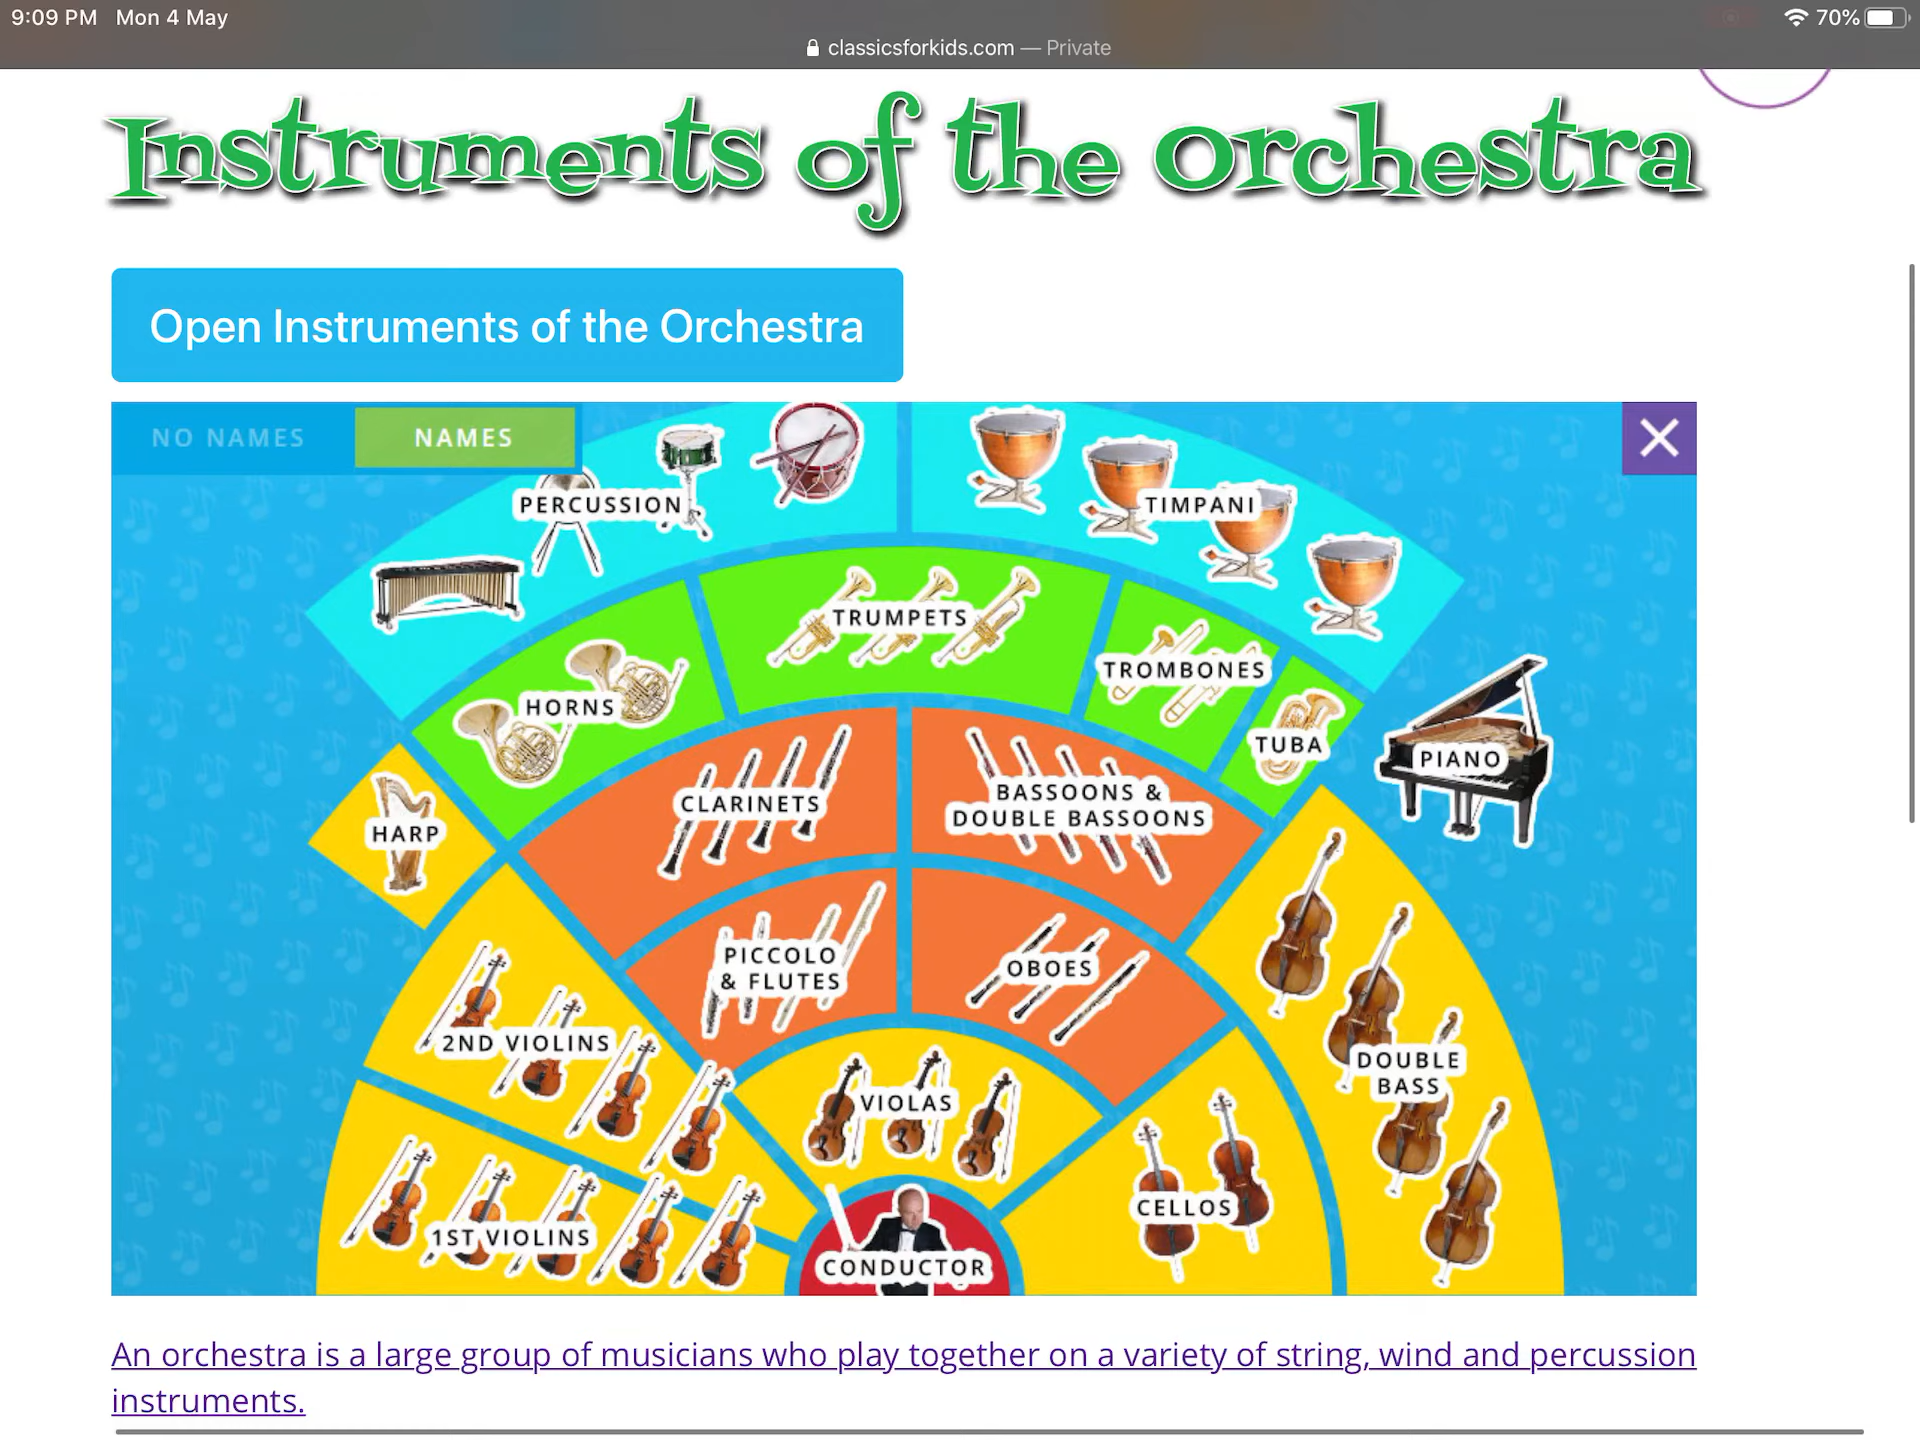 9:09 PM Mon 4 May
70%
classicsforkids.com — Private
Instruments of the Orchestra
Open Instruments of the Orchestra
NO NAMES
NAMES
PERCUSSION
TIMPANI
TRUMPETS
TROMBONES
HORNS
TUBA
PIANO
CLARINETS
BASSOONS &
DOUBLE BASSOONS
HARP
PICCOLO
& FLUTES
OBOES
2ND VIOLINS
DOUBLE
BASS
VIOLAS
CELLOS
1ST VIOLINS
CONDUCTOR
An orchestra is a large group of musicians who play together on a variety of string, wind and percussion
instruments.